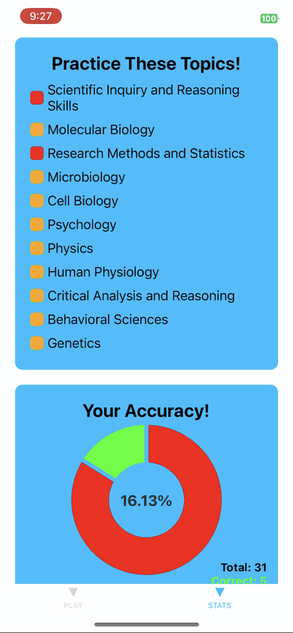 9:27
100
Practice These Topics!
Scientific Inquiry and Reasoning
Skills
Molecular Biology
Research Methods and Statistics
Microbiology
Cell Biology
Psychology
Physics
Human Physiology
Critical Analysis and Reasoning
Behavioral Sciences
Genetics
Your Accuracy!
16.13%
Total: 31
Correct: 5
PLAY
STATS